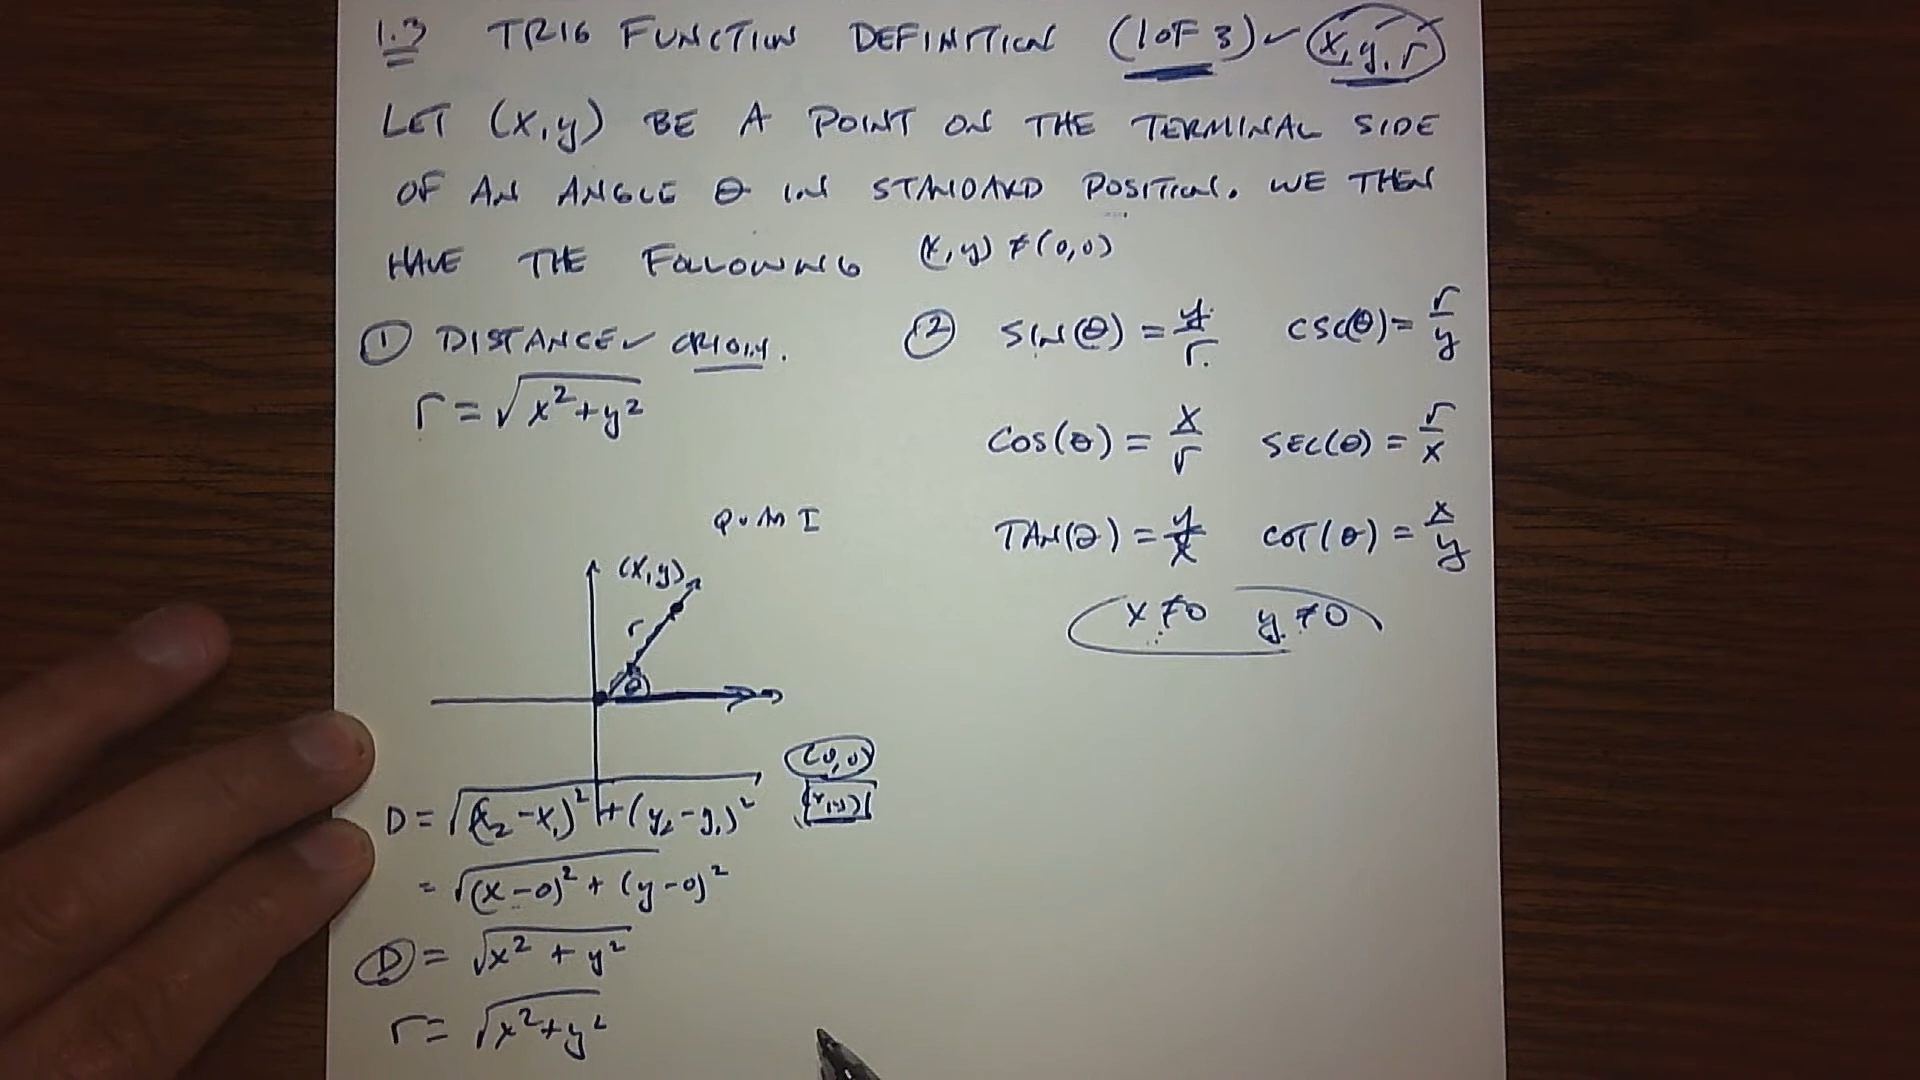 1.3 TRIG FUNCTION DEFINITION (1 OF 3) (x, y, r)
LET (x,y) BE A POINT ON THE TERMINAL SIDE
OF AN ANGLE θ IN STANDARD POSITION. WE THEN
HAVE THE FOLLOWING (x,y) ≠ (0,0)
① DISTANCE ORIGIN.
r = √(x²+y²)
② SIN(θ) = y/r CSC(θ) = r/y
COS(θ) = x/r SEC(θ) = r/x
TAN(θ) = y/x COT(θ) = x/y
x ≠ 0 y ≠ 0
QUAD I
(x,y)
r
θ
(0,0)
(x,y)
D = √((x₂-x₁)² + (y₂-y₁)²)
= √((x-0)² + (y-0)²)
D = √(x² + y²)
r = √(x²+y²)